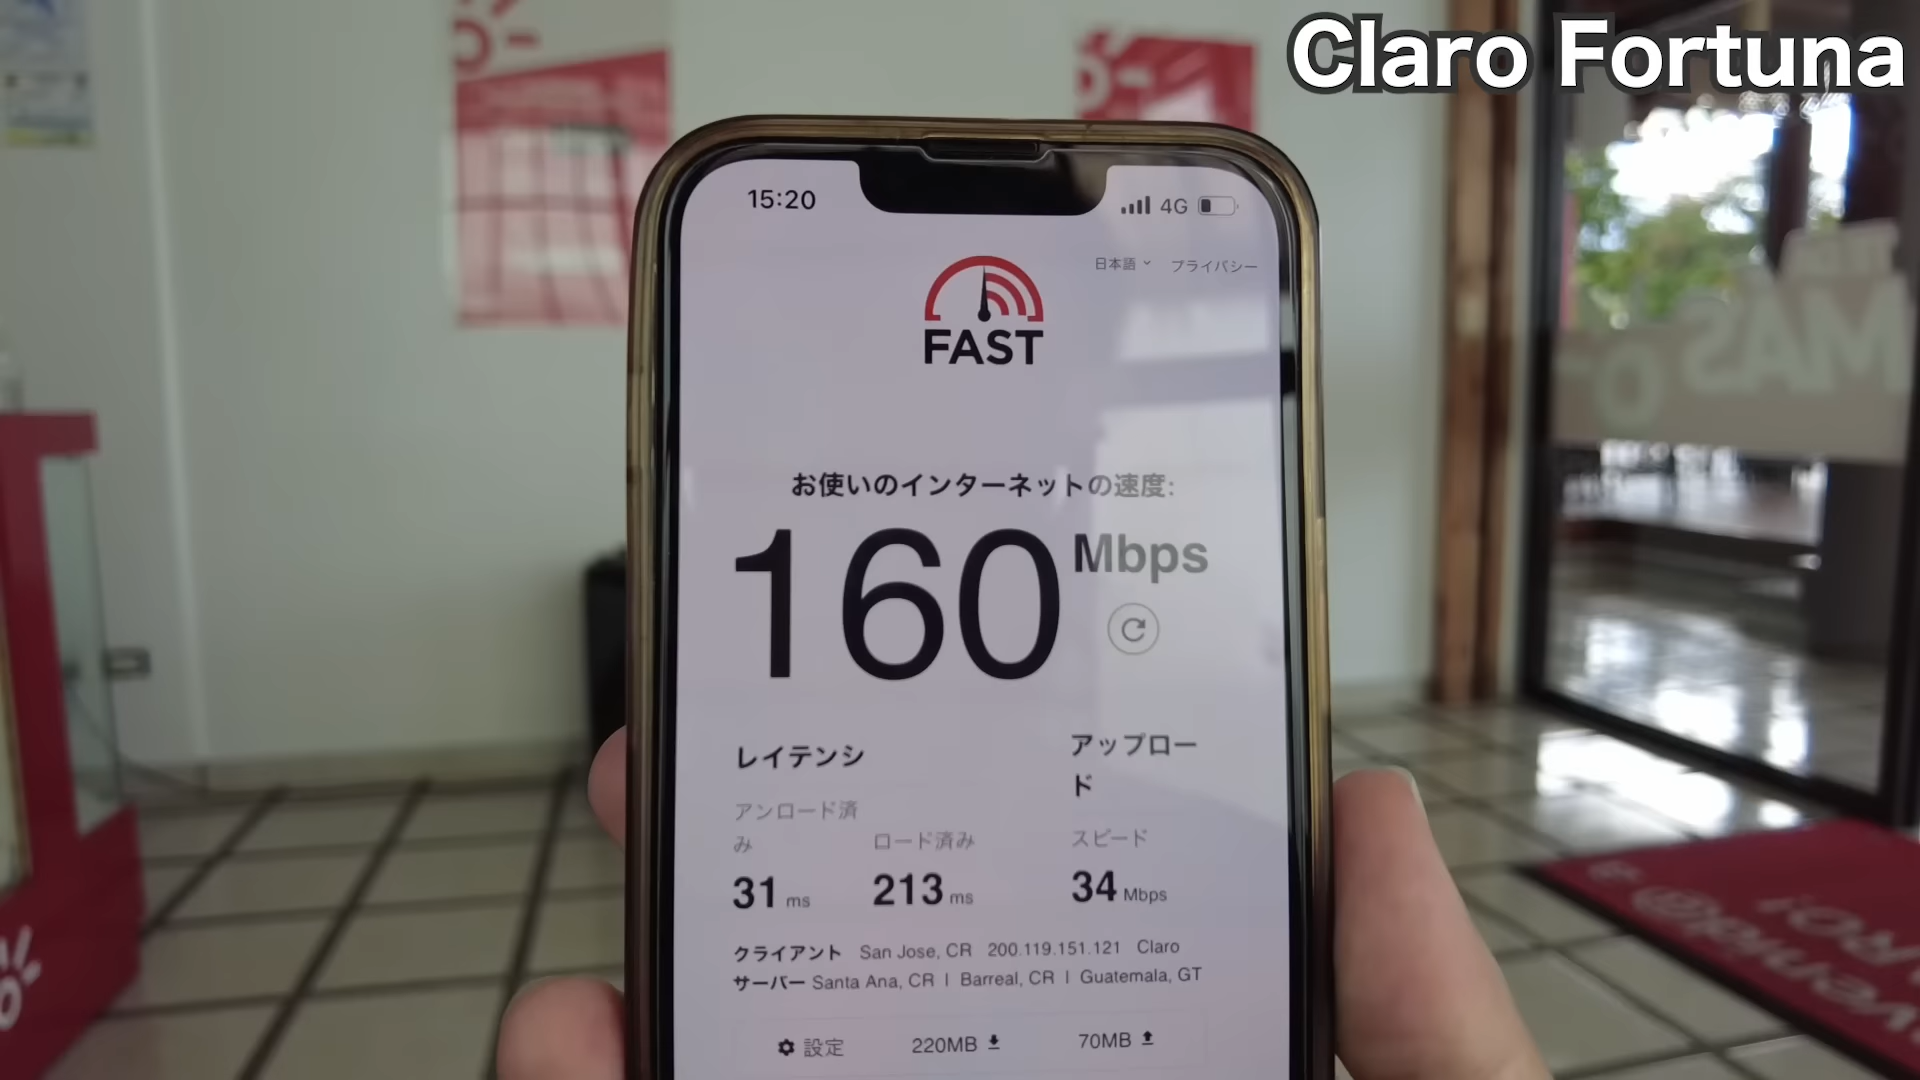 Claro Fortuna
15:20
4G
日本語 プライバシー
FAST
お使いのインターネットの速度:
160 Mbps
レイテンシ
アップロー
ド
アンロード済
み
ロード済み
スピード
31 ms
213 ms
34 Mbps
クライアント San Jose, CR 200.119.151.121 Claro
サーバー Santa Ana, CR | Barreal, CR | Guatemala, GT
設定
220MB
70MB
MAS